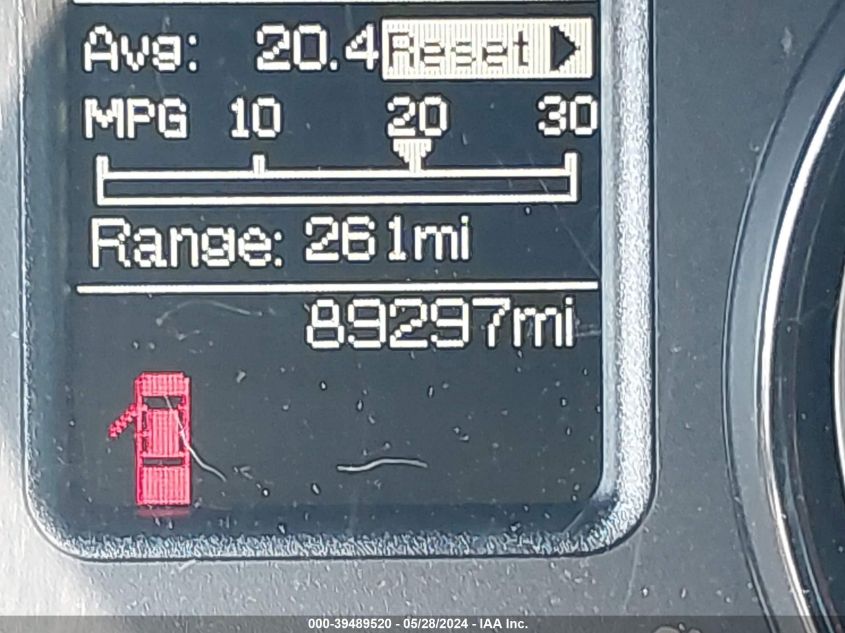 Avg: 20.4 Reset
MPG 10 20 30
Range: 261mi
89297mi
000-39489520 - 05/28/2024 - IAA Inc.